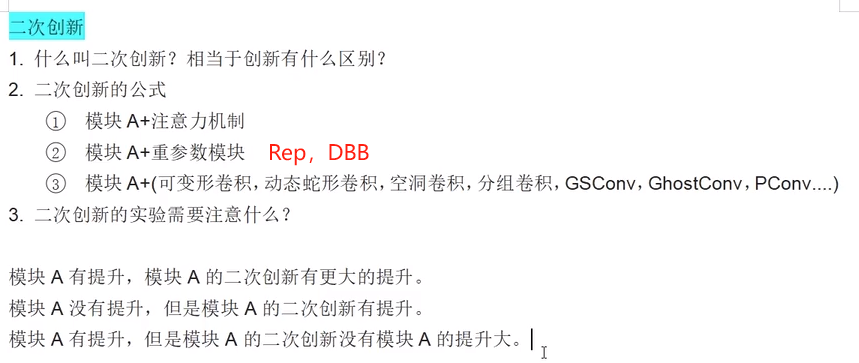 二次创新
1. 什么叫二次创新？相当于创新有什么区别？
2. 二次创新的公式
① 模块 A+注意力机制
② 模块 A+重参数模块 Rep，DBB
③ 模块 A+(可变形卷积，动态蛇形卷积，空洞卷积，分组卷积，GSConv，GhostConv，PConv....)
3. 二次创新的实验需要注意什么？
模块 A 有提升，模块 A 的二次创新有更大的提升。
模块 A 没有提升，但是模块 A 的二次创新有提升。
模块 A 有提升，但是模块 A 的二次创新没有模块 A 的提升大。